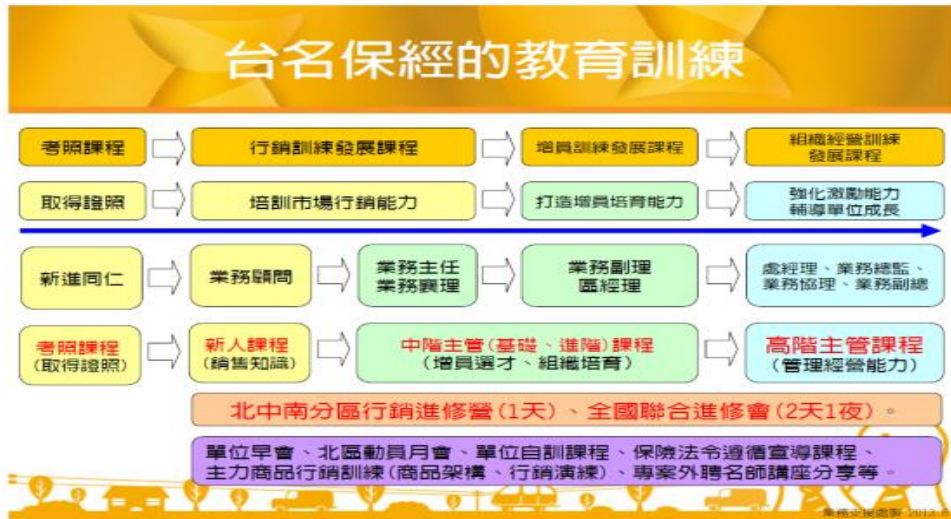 台名保經的教育訓練
考照課程
行銷訓練發展課程
增員訓練發展課程
組織經營訓練
發展課程
取得證照
培訓市場行銷能力
打造增員培育能力
強化激勵能力
輔導單位成長
新進同仁
業務顧問
業務主任
業務襄理
業務副理
區經理
處經理、業務總監、
業務協理、業務副總
考照課程
(取得證照)
新人課程
(銷售知識)
中階主管(基礎、進階)課程
(增員選才、組織培育)
高階主管課程
(管理經營能力)
北中南分區行銷進修營(1天)、全國聯合進修會(2天1夜)。
單位早會、北區動員月會、單位自訓課程、保險法令遵循宣導課程、
主力商品行銷訓練(商品架構、行銷演練)、專案外聘名師講座分享等。
業務支援處製 2013.